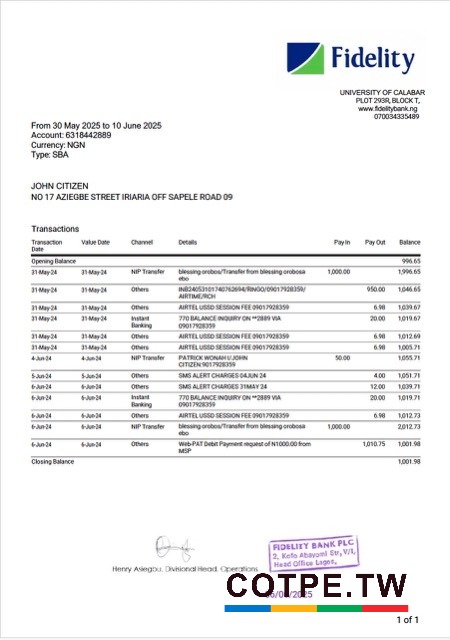 Fidelity
UNIVERSITY OF CALABAR
PLOT 293R, BLOCK T,
www.fidelitybank.ng
070034335489
From 30 May 2025 to 10 June 2025
Account: 6318442889
Currency: NGN
Type: SBA
JOHN CITIZEN
NO 17 AZIEGBE STREET IRIARIA OFF SAPELE ROAD 09
Transactions
Transaction Date Value Date Channel Details Pay In Pay Out Balance
Opening Balance 996.65
31-May-24 31-May-24 NIP Transfer blessing orobos/Transfer from blessing orobosa 1,000.00 1,996.65
ebo
31-May-24 31-May-24 Others INB24053101740762694/RINGO/09017928359/ 950.00 1,046.65
AIRTIME/RCH
31-May-24 31-May-24 Others AIRTEL USSD SESSION FEE 09017928359 6.98 1,039.67
31-May-24 31-May-24 Instant Banking 770 BALANCE INQUIRY ON **2889 VIA 20.00 1,019.67
09017928359
31-May-24 31-May-24 Others AIRTEL USSD SESSION FEE 09017928359 6.98 1,012.69
31-May-24 31-May-24 Others AIRTEL USSD SESSION FEE 09017928359 6.98 1,005.71
4-Jun-24 4-Jun-24 NIP Transfer PATRICK WONAH I/JOHN 50.00 1,055.71
CITIZEN:9017928359
5-Jun-24 5-Jun-24 Others SMS ALERT CHARGES 04JUN 24 4.00 1,051.71
6-Jun-24 6-Jun-24 Others SMS ALERT CHARGES 31MAY 24 12.00 1,039.71
6-Jun-24 6-Jun-24 Instant Banking 770 BALANCE INQUIRY ON **2889 VIA 20.00 1,019.71
09017928359
6-Jun-24 6-Jun-24 Others AIRTEL USSD SESSION FEE 09017928359 6.98 1,012.73
6-Jun-24 6-Jun-24 NIP Transfer blessing orobos/Transfer from blessing orobosa 1,000.00 2,012.73
ebo
6-Jun-24 6-Jun-24 Others Web-PAT Debit Payment request of N1000.00 from 1,010.75 1,001.98
MSP
Closing Balance 1,001.98
Henry Asiegbu, Divisional Head, Operations
FIDELITY BANK PLC
2, Kofo Abayomi Str, V/I,
Head Office Lagos,
COTPE.TW
1 of 1